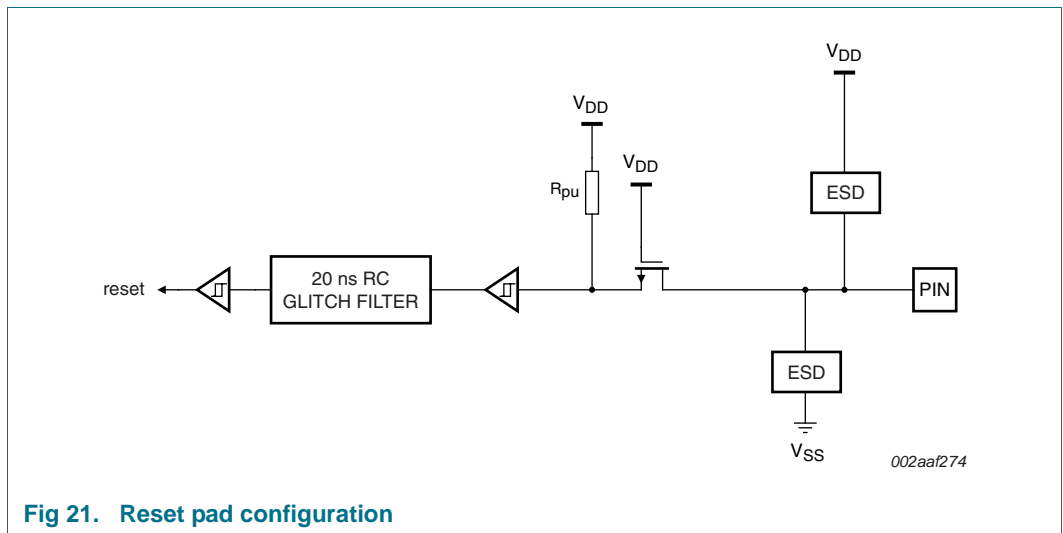 VDD
VDD
VDD
Rpu
ESD
reset
20 ns RC
GLITCH FILTER
PIN
ESD
VSS
002aaf274
Fig 21. Reset pad configuration